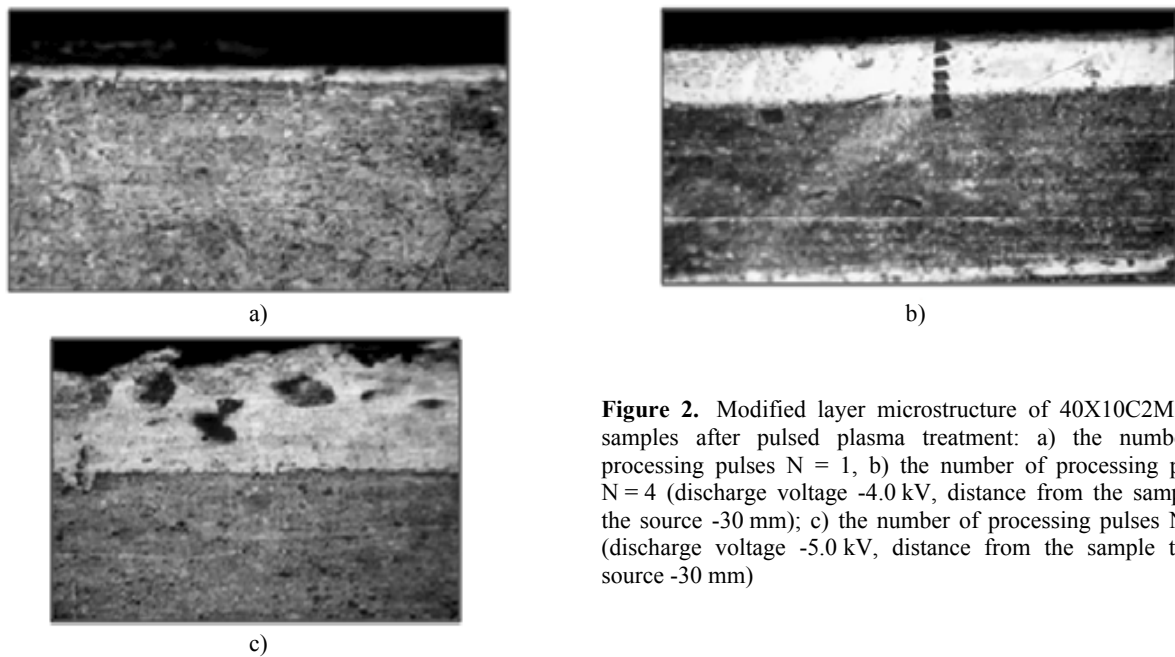 a)
b)
Figure 2. Modified layer microstructure of 40X10C2M
samples after pulsed plasma treatment: a) the numb
processing pulses N = 1, b) the number of processing p
N = 4 (discharge voltage -4.0 kV, distance from the samp
the source -30 mm); c) the number of processing pulses N
(discharge voltage -5.0 kV, distance from the sample t
source -30 mm)
c)